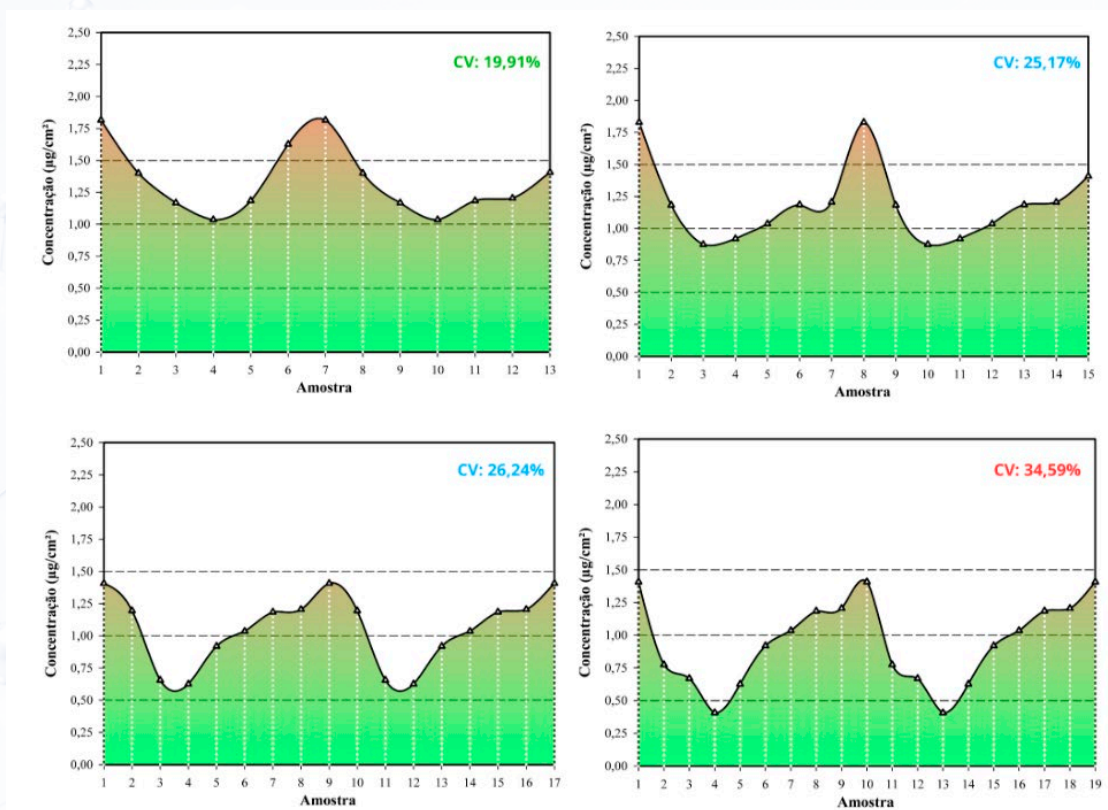 CV: 19,91%
2,50
2,25
2,00
1,75
1,50
1,25
1,00
0,75
0,50
0,25
0,00
Concentração (µg/cm²)
1 2 3 4 5 6 7 8 9 10 11 12 13
Amostra
CV: 25,17%
2,50
2,25
2,00
1,75
1,50
1,25
1,00
0,75
0,50
0,25
0,00
Concentração (µg/cm²)
1 2 3 4 5 6 7 8 9 10 11 12 13 14 15
Amostra
CV: 26,24%
2,50
2,25
2,00
1,75
1,50
1,25
1,00
0,75
0,50
0,25
0,00
Concentração (µg/cm²)
1 2 3 4 5 6 7 8 9 10 11 12 13 14 15 16 17
Amostra
CV: 34,59%
2,50
2,25
2,00
1,75
1,50
1,25
1,00
0,75
0,50
0,25
0,00
Concentração (µg/cm²)
1 2 3 4 5 6 7 8 9 10 11 12 13 14 15 16 17 18 19
Amostra